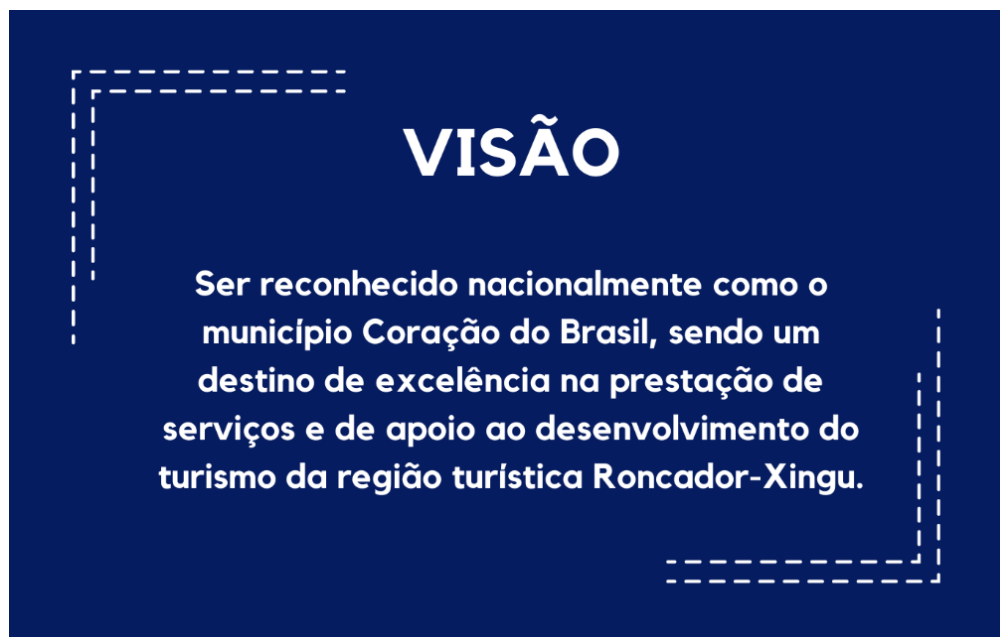 VISÃO
Ser reconhecido nacionalmente como o
município Coração do Brasil, sendo um
destino de excelência na prestação de
serviços e de apoio ao desenvolvimento do
turismo da região turística Roncador-Xingu.